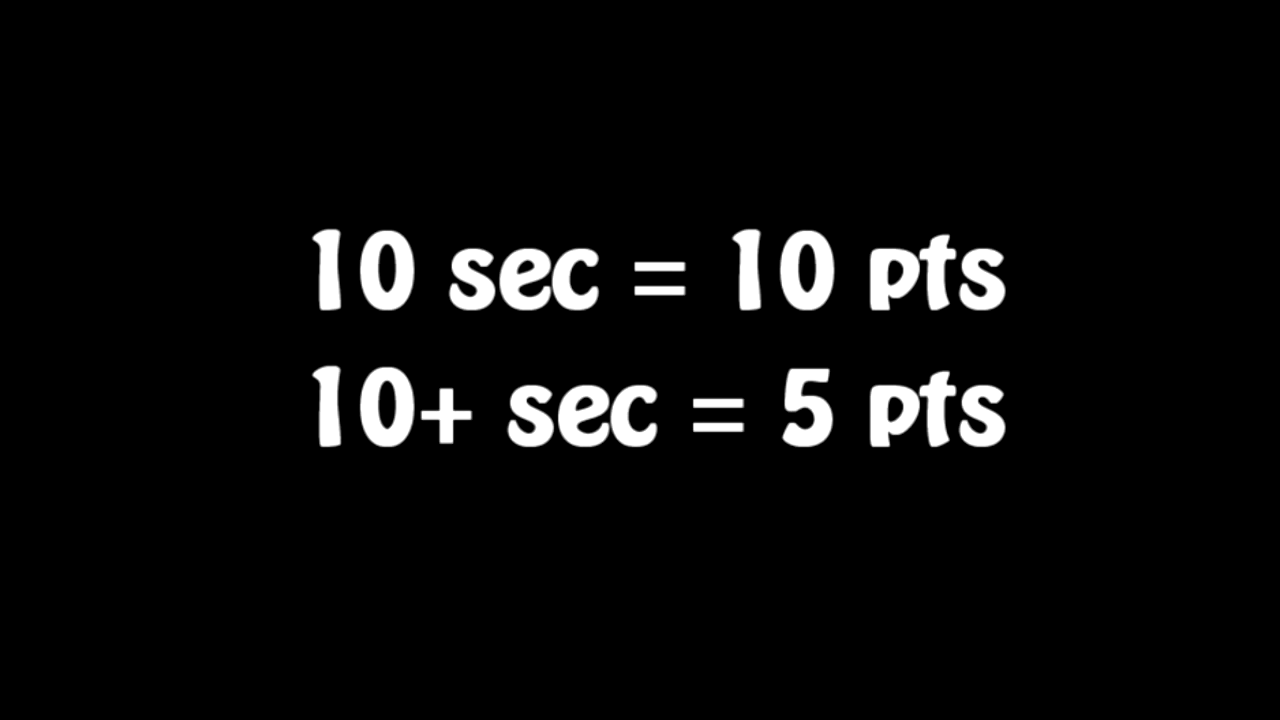 10 sec = 10 pts
10+ sec = 5 pts